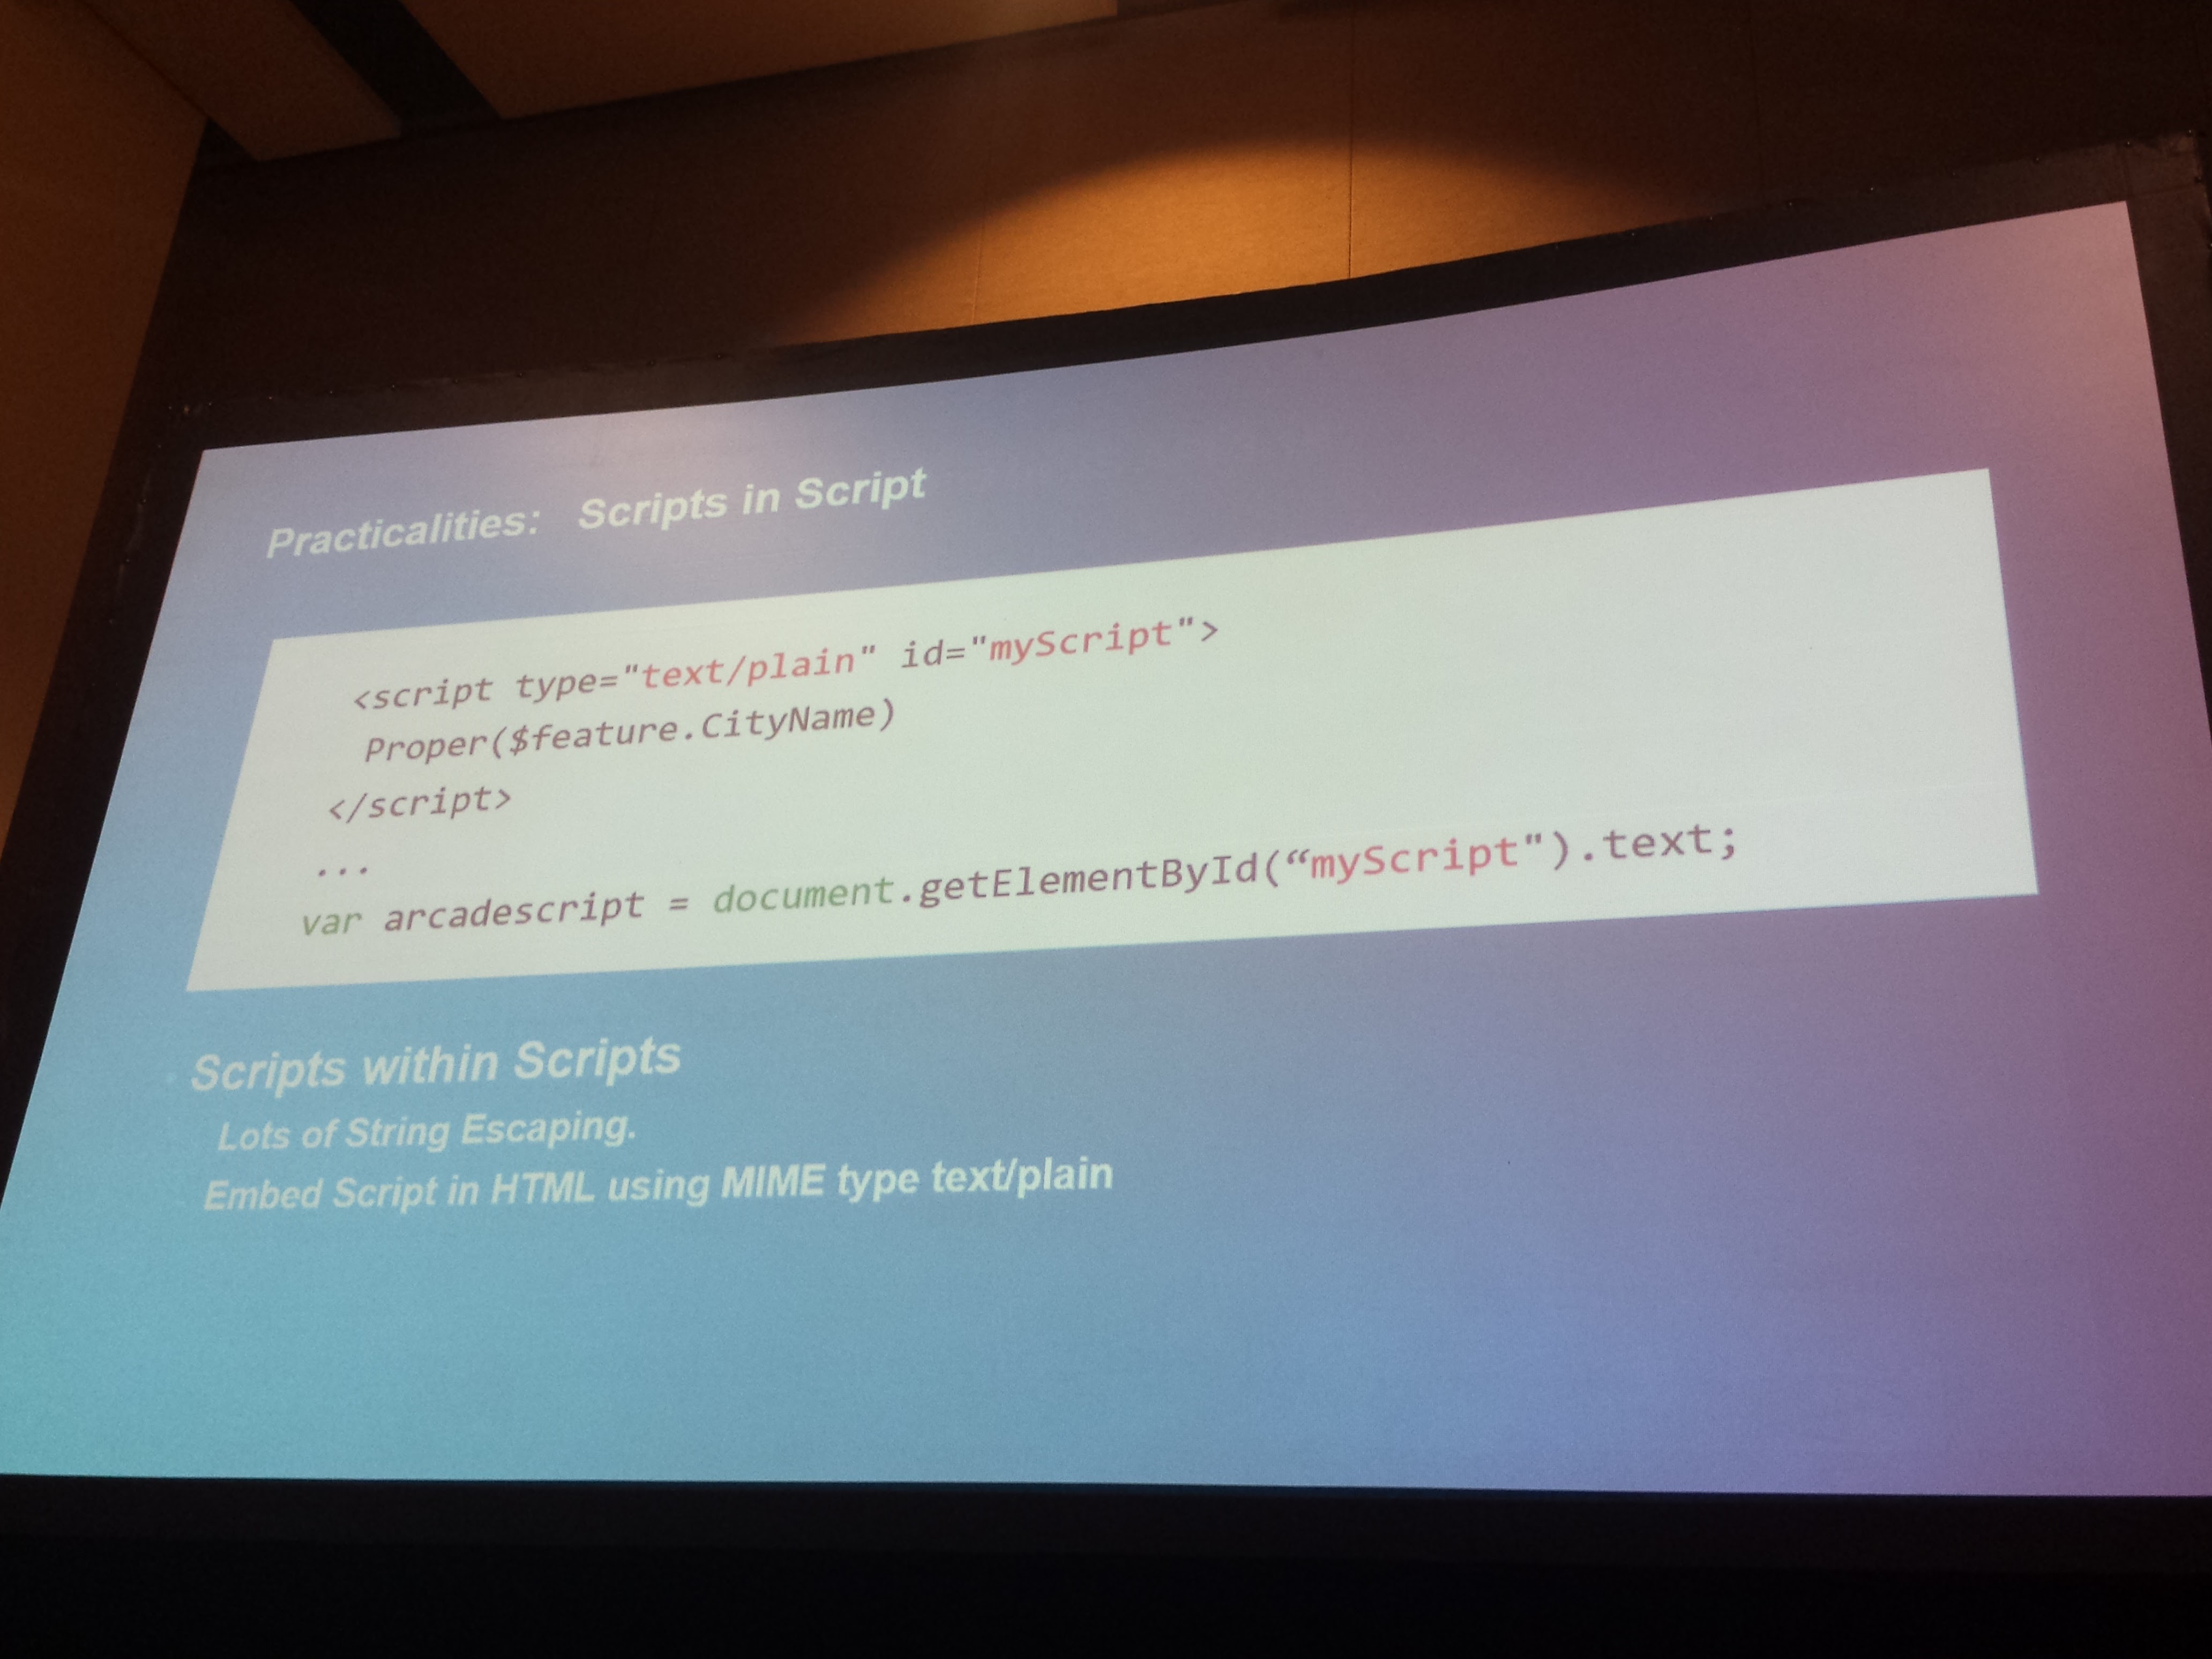 Practicalities: Scripts in Script
<script type="text/plain" id="myScript">
Proper($feature.CityName)
</script>
...
var arcadescript = document.getElementById(“myScript").text;
Scripts within Scripts
Lots of String Escaping.
Embed Script in HTML using MIME type text/plain